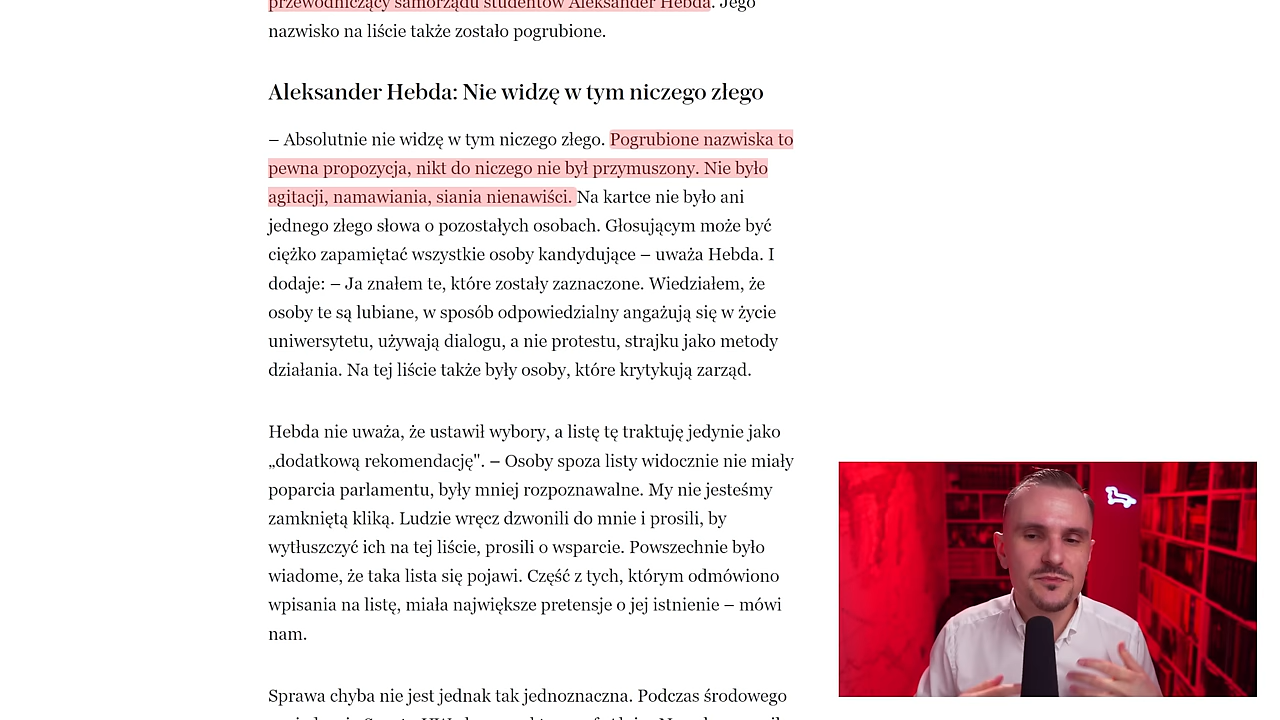 przewodniczący samorządu studentów Aleksander Hebda. Jego
nazwisko na liście także zostało pogrubione.
Aleksander Hebda: Nie widzę w tym niczego złego
– Absolutnie nie widzę w tym niczego złego. Pogrubione nazwiska to
pewna propozycja, nikt do niczego nie był przymuszony. Nie było
agitacji, namawiania, siania nienawiści. Na kartce nie było ani
jednego złego słowa o pozostałych osobach. Głosującym może być
ciężko zapamiętać wszystkie osoby kandydujące – uważa Hebda. I
dodaje: – Ja znałem te, które zostały zaznaczone. Wiedziałem, że
osoby te są lubiane, w sposób odpowiedzialny angażują się w życie
uniwersytetu, używają dialogu, a nie protestu, strajku jako metody
działania. Na tej liście także były osoby, które krytykują zarząd.
Hebda nie uważa, że ustawił wybory, a listę tę traktuję jedynie jako
„dodatkową rekomendację". – Osoby spoza listy widocznie nie miały
poparcia parlamentu, były mniej rozpoznawalne. My nie jesteśmy
zamkniętą kliką. Ludzie wręcz dzwonili do mnie i prosili, by
wytłuszczyć ich na tej liście, prosili o wsparcie. Powszechnie było
wiadome, że taka lista się pojawi. Część z tych, którym odmówiono
wpisania na listę, miała największe pretensje o jej istnienie – mówi
nam.
Sprawa chyba nie jest jednak tak jednoznaczna. Podczas środowego